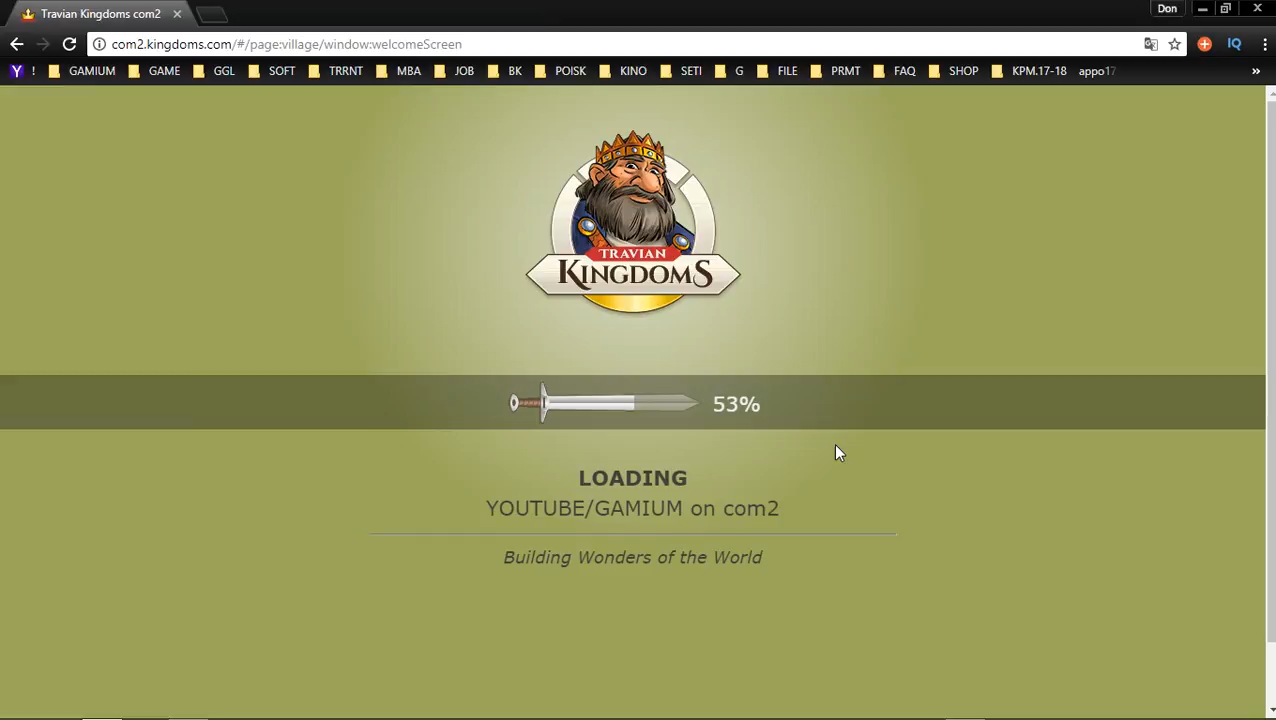 Travian Kingdoms com2
Don
com2.kingdoms.com/#/page:village/window:welcomeScreen
IQ
Y ! GAMIUM GAME GGL SOFT TRRNT MBA JOB BK POISK KINO SETI G FILE PRMT FAQ SHOP KPM.17-18 appo17 »
TRAVIAN
KINGDOMS
53%
LOADING
YOUTUBE/GAMIUM on com2
Building Wonders of the World